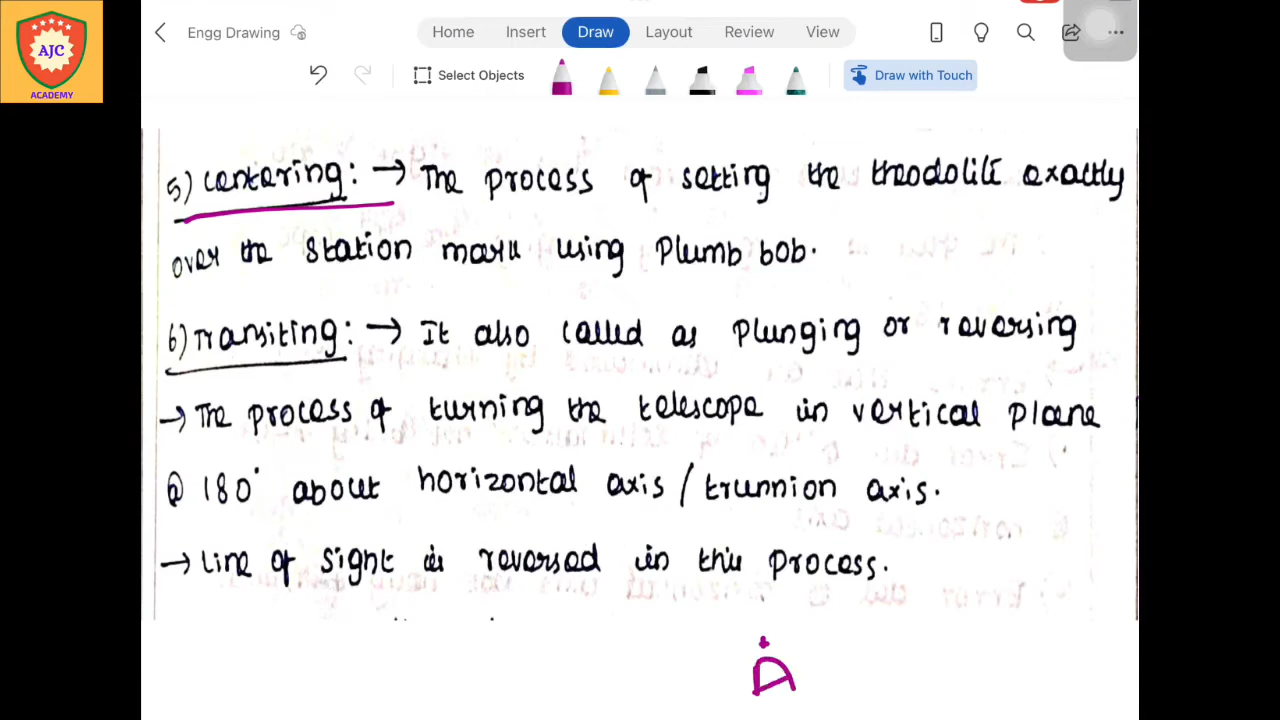 AJC
ACADEMY
Engg Drawing
Home Insert Draw Layout Review View
Select Objects
Draw with Touch
5) Centering: → The process of setting the theodolite exactly
over the station mark using Plumb bob.
6) Transiting: → It also called as Plunging or reversing
→ The process of turning the telescope in vertical plane
@ 180° about horizontal axis / trunnion axis.
→ Line of sight is reversed in this process.